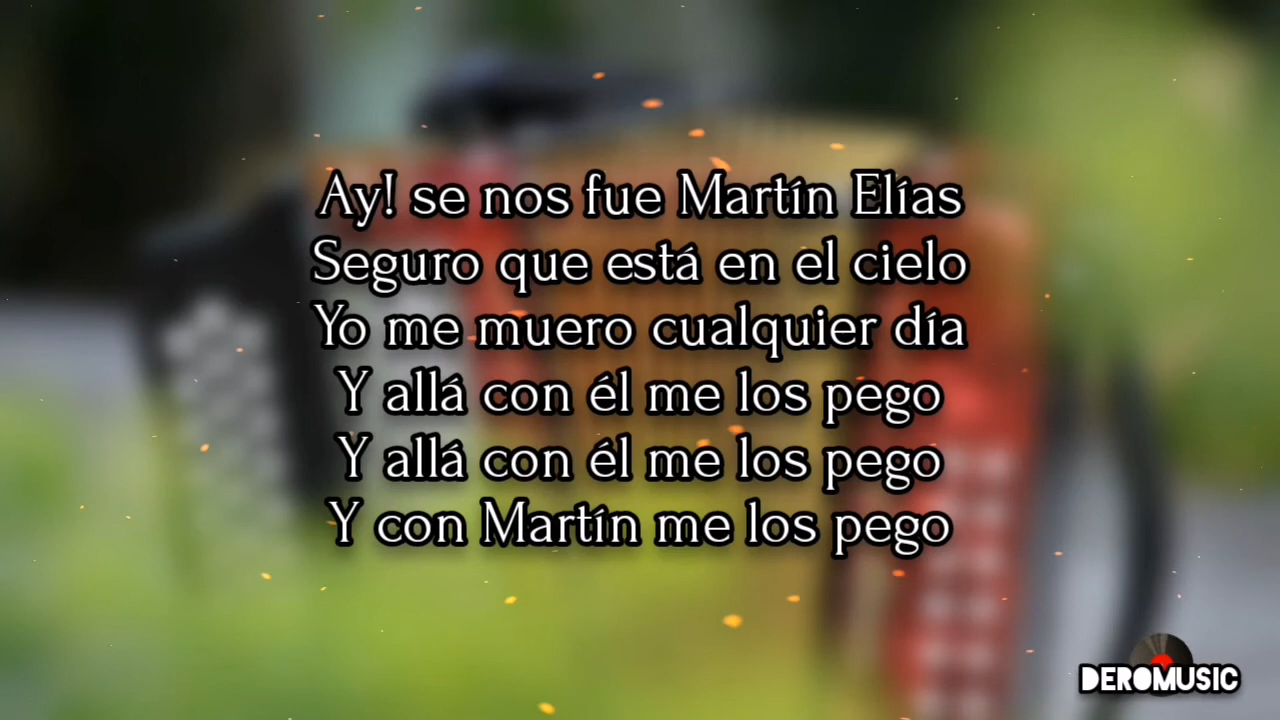 Ay! se nos fue Martín Elías
Seguro que está en el cielo
Yo me muero cualquier día
Y allá con él me los pego
Y allá con él me los pego
Y con Martín me los pego
DEROMUSIC